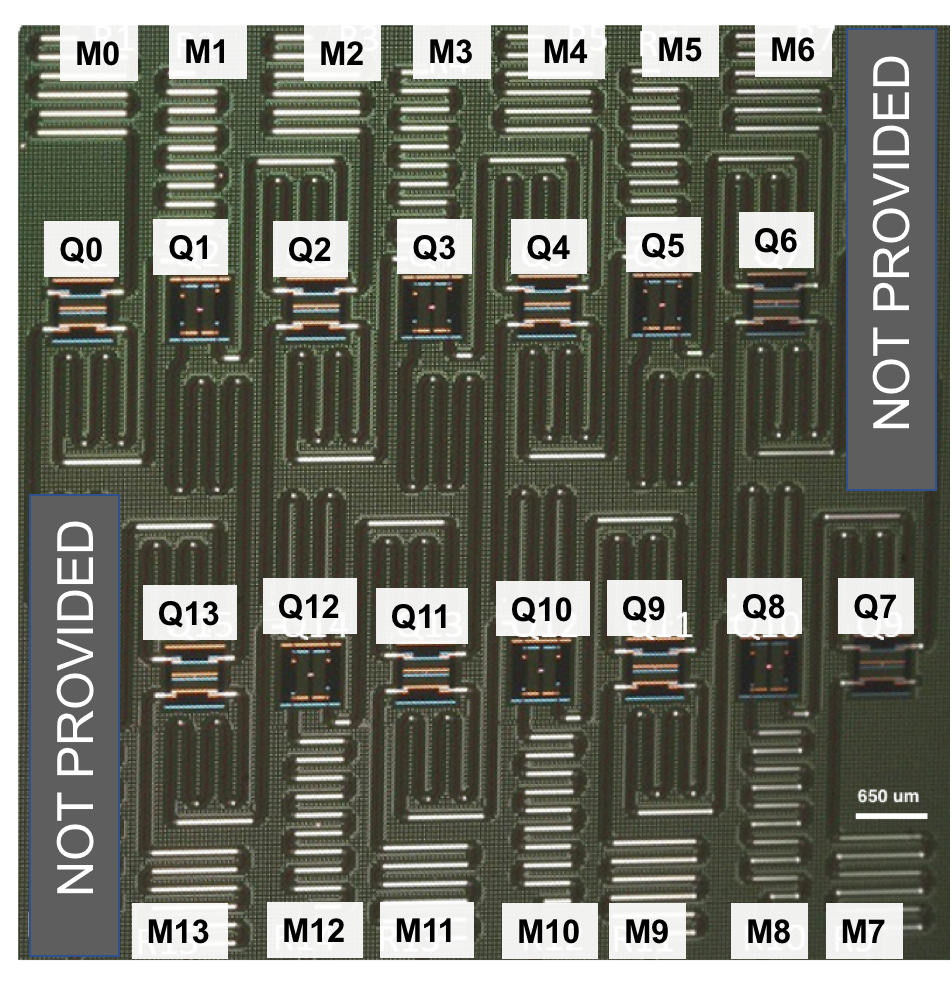 M0 M1 M2 M3 M4 M5 M6
NOT PROVIDED
Q0 Q1 Q2 Q3 Q4 Q5 Q6
NOT PROVIDED
Q13 Q12 Q11 Q10 Q9 Q8 Q7
650 um
M13 M12 M11 M10 M9 M8 M7